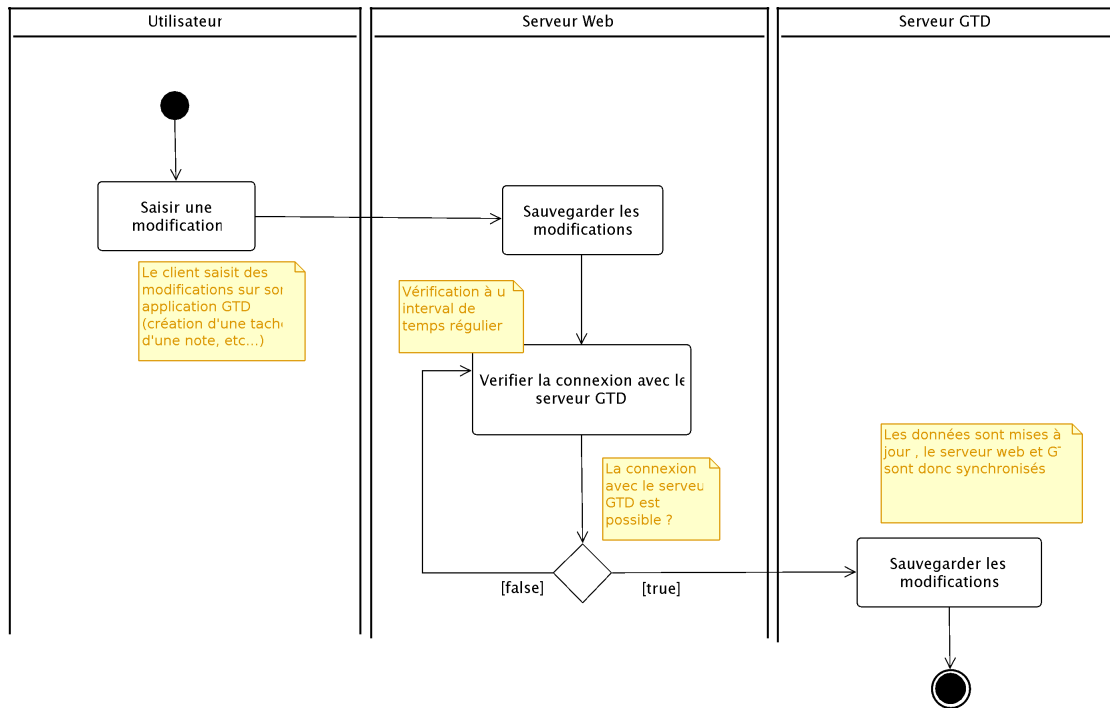 Utilisateur
Serveur Web
Serveur GTD
Saisir une
modification
Sauvegarder les
modifications
Le client saisit des
modifications sur son
application GTD
(création d'une tache
d'une note, etc...)
Vérification à u
interval de
temps régulier
Verifier la connexion avec le
serveur GTD
La connexion
avec le serveu
GTD est
possible ?
[false]
[true]
Les données sont mises à
jour , le serveur web et GT
sont donc synchronisés
Sauvegarder les
modifications